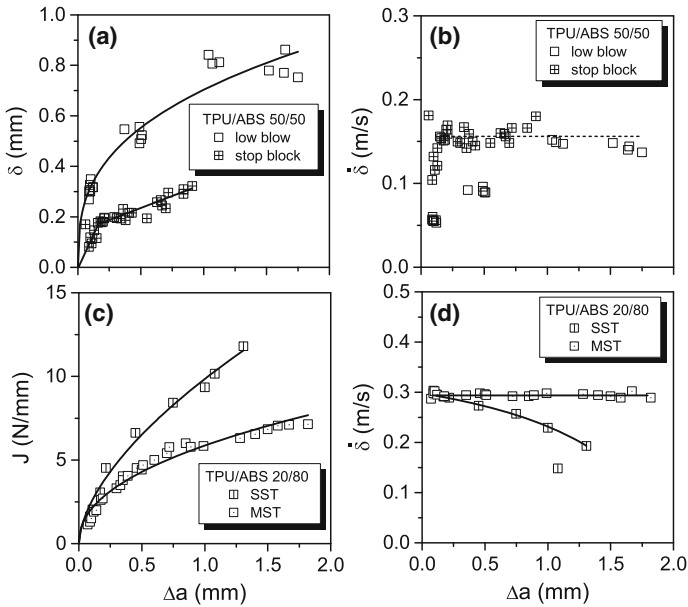 (a)
0.0
0.2
0.4
0.6
0.8
1.0
δ (mm)
TPU/ABS 50/50
low blow
stop block
(b)
0.0
0.1
0.2
0.3
δ̇ (m/s)
TPU/ABS 50/50
low blow
stop block
(c)
0
5
10
15
J (N/mm)
TPU/ABS 20/80
SST
MST
0.0 0.5 1.0 1.5 2.0
Δa (mm)
(d)
0.0
0.1
0.2
0.3
0.4
0.5
δ̇ (m/s)
TPU/ABS 20/80
SST
MST
0.0 0.5 1.0 1.5 2.0
Δa (mm)